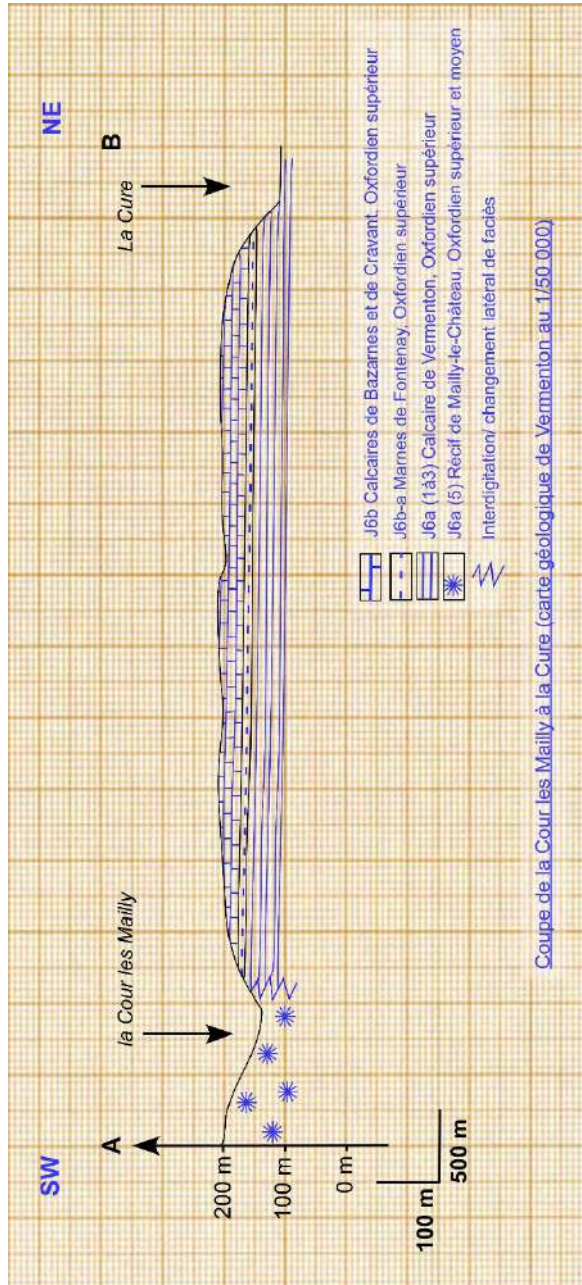 SW
NE
A
B
la Cour les Mailly
La Cure
200 m
100 m
0 m
100 m
500 m
J6b Calcaires de Bazarnes et de Cravant, Oxfordien supérieur
J6b-a Marnes de Fontenay, Oxfordien supérieur
J6a (1à3) Calcaire de Vermenton, Oxfordien supérieur
J6a (5) Récif de Mailly-le-Château, Oxfordien supérieur et moyen
Interdigitation/ changement latéral de faciès
Coupe de la Cour les Mailly à la Cure (carte géologique de Vermenton au 1/50 000)